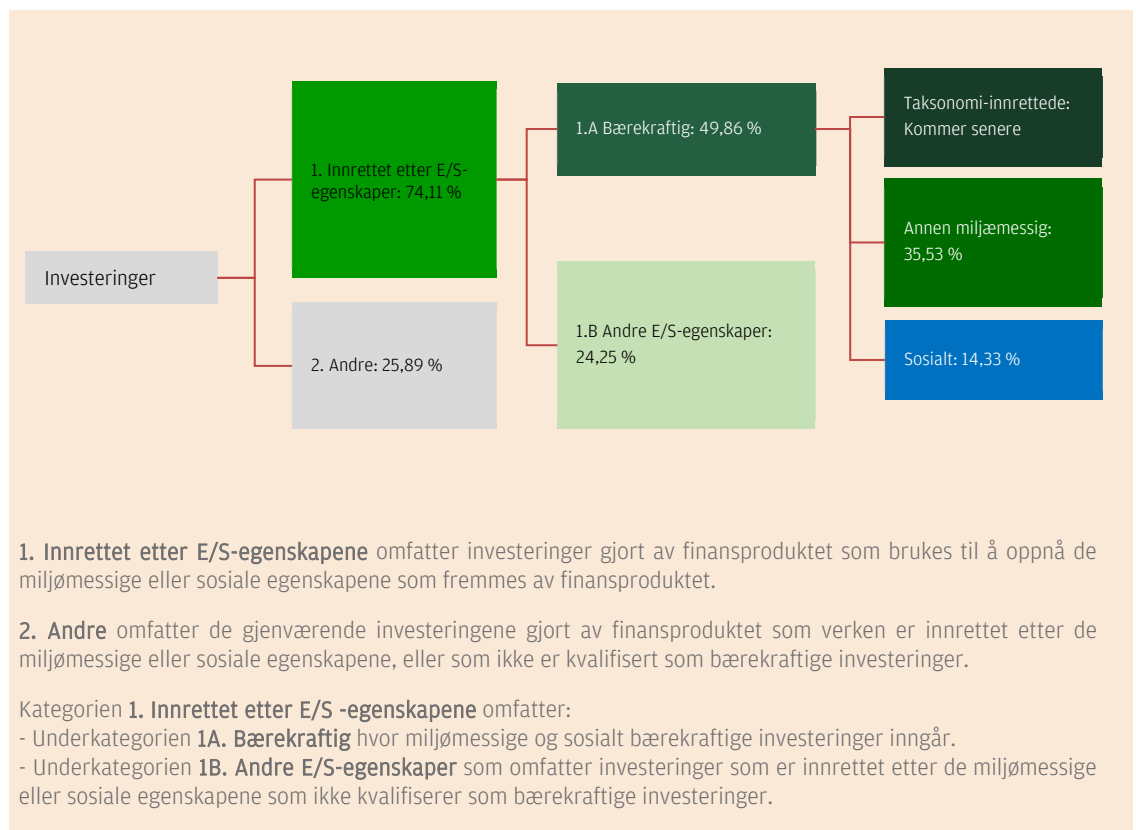 Investeringer
1. Innrettet etter E/S-
egenskaper: 74,11 %
2. Andre: 25,89 %
1.A Bærekraftig: 49,86 %
1.B Andre E/S-egenskaper:
24,25 %
Taksonomi-innrettede:
Kommer senere
Annen miljæmessig:
35,53 %
Sosialt: 14,33 %
1. Innrettet etter E/S-egenskapene omfatter investeringer gjort av finansproduktet som brukes til å oppnå de
miljømessige eller sosiale egenskapene som fremmes av finansproduktet.
2. Andre omfatter de gjenværende investeringene gjort av finansproduktet som verken er innrettet etter de
miljømessige eller sosiale egenskapene, eller som ikke er kvalifisert som bærekraftige investeringer.
Kategorien 1. Innrettet etter E/S -egenskapene omfatter:
- Underkategorien 1A. Bærekraftig hvor miljømessige og sosialt bærekraftige investeringer inngår.
- Underkategorien 1B. Andre E/S-egenskaper som omfatter investeringer som er innrettet etter de miljømessige
eller sosiale egenskapene som ikke kvalifiserer som bærekraftige investeringer.